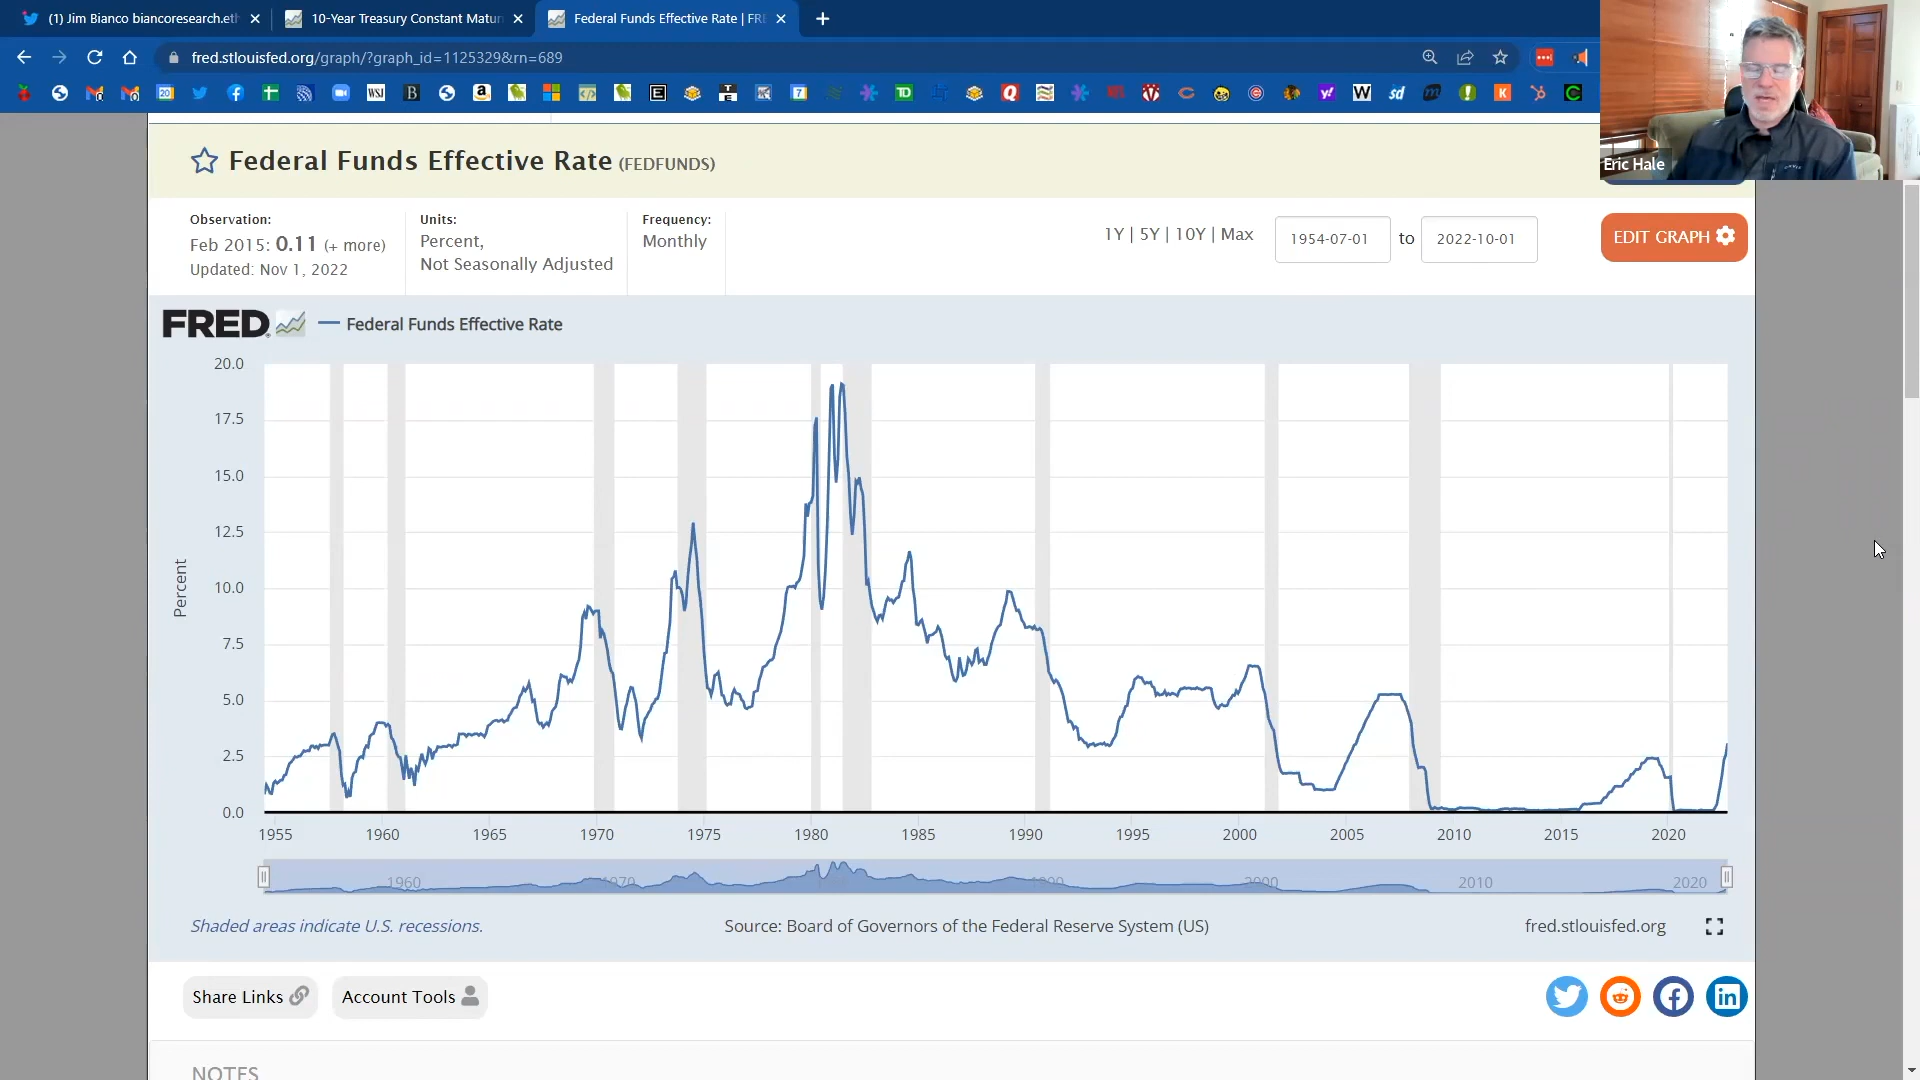 (1) Jim Bianco biancoresearch.eth
10-Year Treasury Constant Matur
Federal Funds Effective Rate | FRE
fred.stlouisfed.org/graph/?graph_id=1125329&rn=689
Eric Hale
Federal Funds Effective Rate (FEDFUNDS)
Observation:
Feb 2015: 0.11 (+ more)
Updated: Nov 1, 2022
Units:
Percent,
Not Seasonally Adjusted
Frequency:
Monthly
1Y | 5Y | 10Y | Max
1954-07-01 to 2022-10-01
EDIT GRAPH
FRED
Federal Funds Effective Rate
20.0
17.5
15.0
12.5
10.0
7.5
5.0
2.5
0.0
Percent
1955 1960 1965 1970 1975 1980 1985 1990 1995 2000 2005 2010 2015 2020
1960 1970 1990 2000 2010 2020
Shaded areas indicate U.S. recessions.
Source: Board of Governors of the Federal Reserve System (US)
fred.stlouisfed.org
Share Links
Account Tools
NOTES